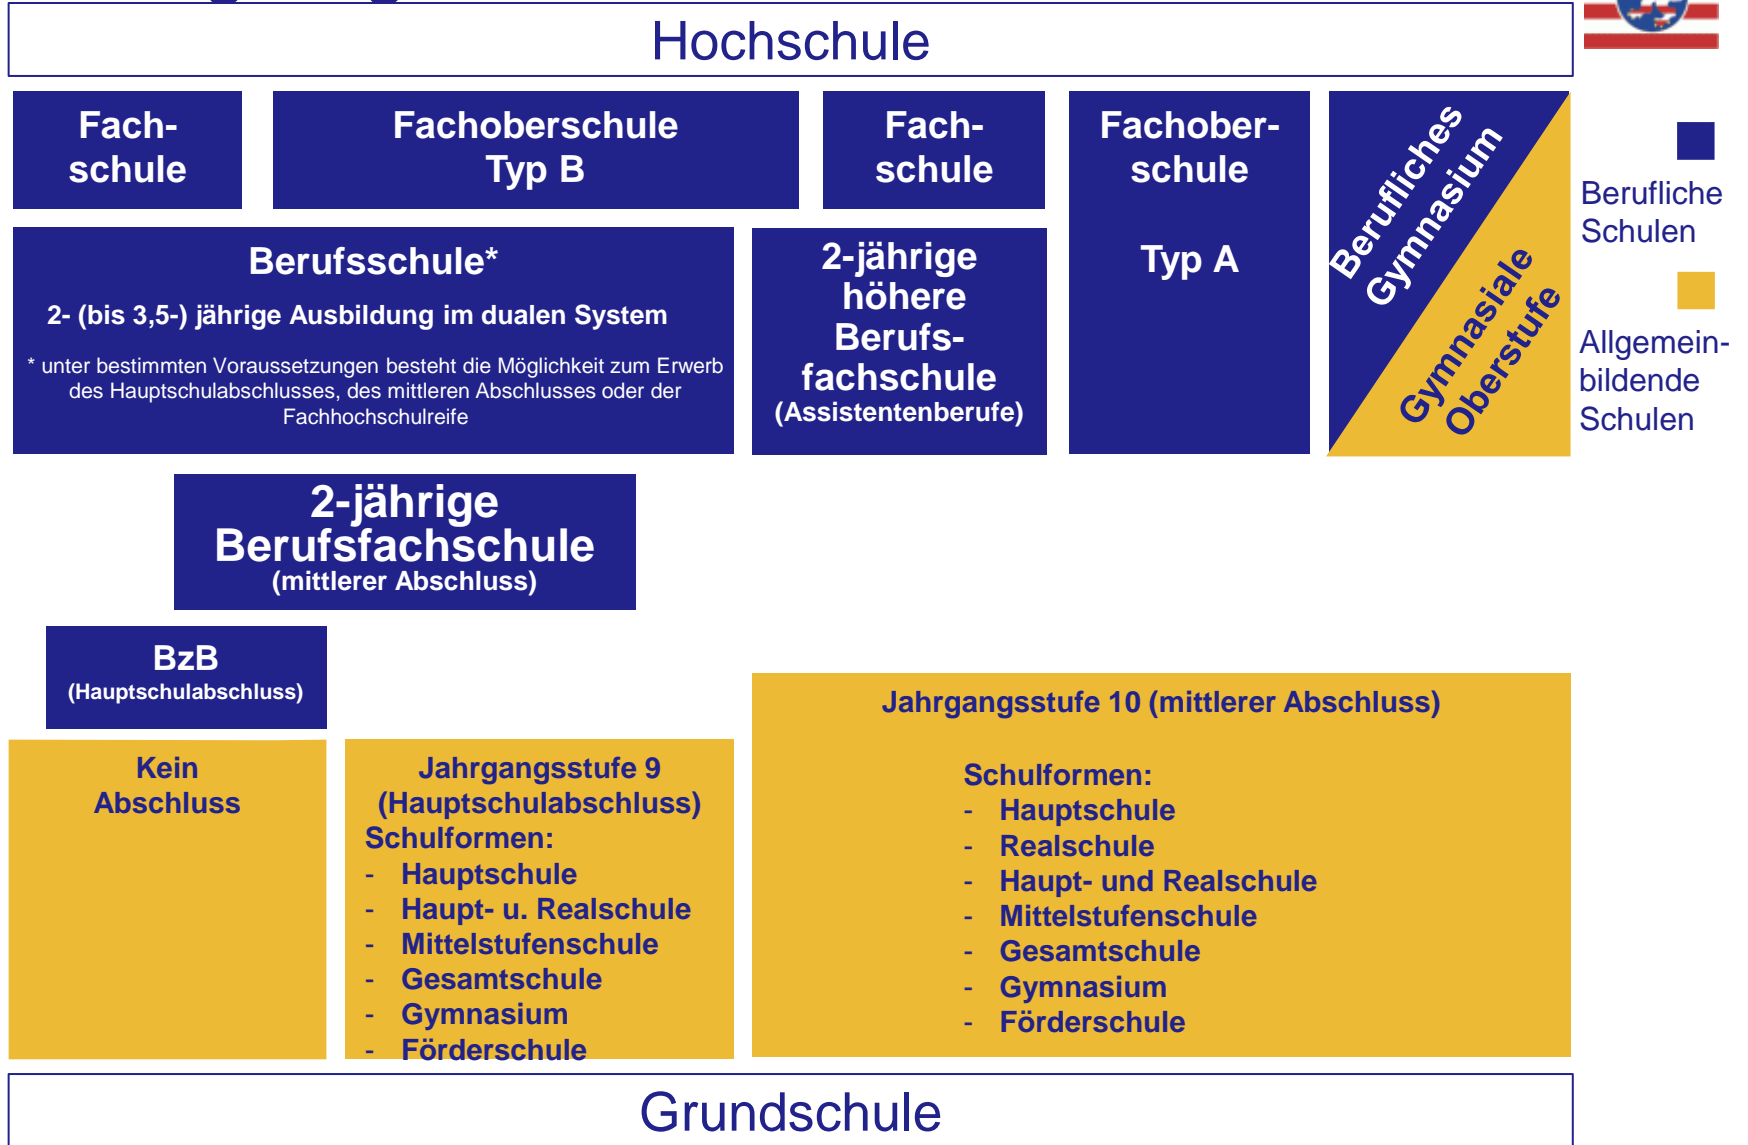 Hochschule
Fach-
schule
Fachoberschule
Typ B
Fach-
schule
Fachober-
schule
Typ A
Berufliches
Gymnasium
Gymnasiale
Oberstufe
Berufliche
Schulen
Allgemein-
bildende
Schulen
Berufsschule*
2- (bis 3,5-) jährige Ausbildung im dualen System
* unter bestimmten Voraussetzungen besteht die Möglichkeit zum Erwerb
des Hauptschulabschlusses, des mittleren Abschlusses oder der
Fachhochschulreife
2-jährige
höhere
Berufs-
fachschule
(Assistentenberufe)
2-jährige
Berufsfachschule
(mittlerer Abschluss)
BzB
(Hauptschulabschluss)
Kein
Abschluss
Jahrgangsstufe 9
(Hauptschulabschluss)
Schulformen:
- Hauptschule
- Haupt- u. Realschule
- Mittelstufenschule
- Gesamtschule
- Gymnasium
- Förderschule
Jahrgangsstufe 10 (mittlerer Abschluss)
Schulformen:
- Hauptschule
- Realschule
- Haupt- und Realschule
- Mittelstufenschule
- Gesamtschule
- Gymnasium
- Förderschule
Grundschule